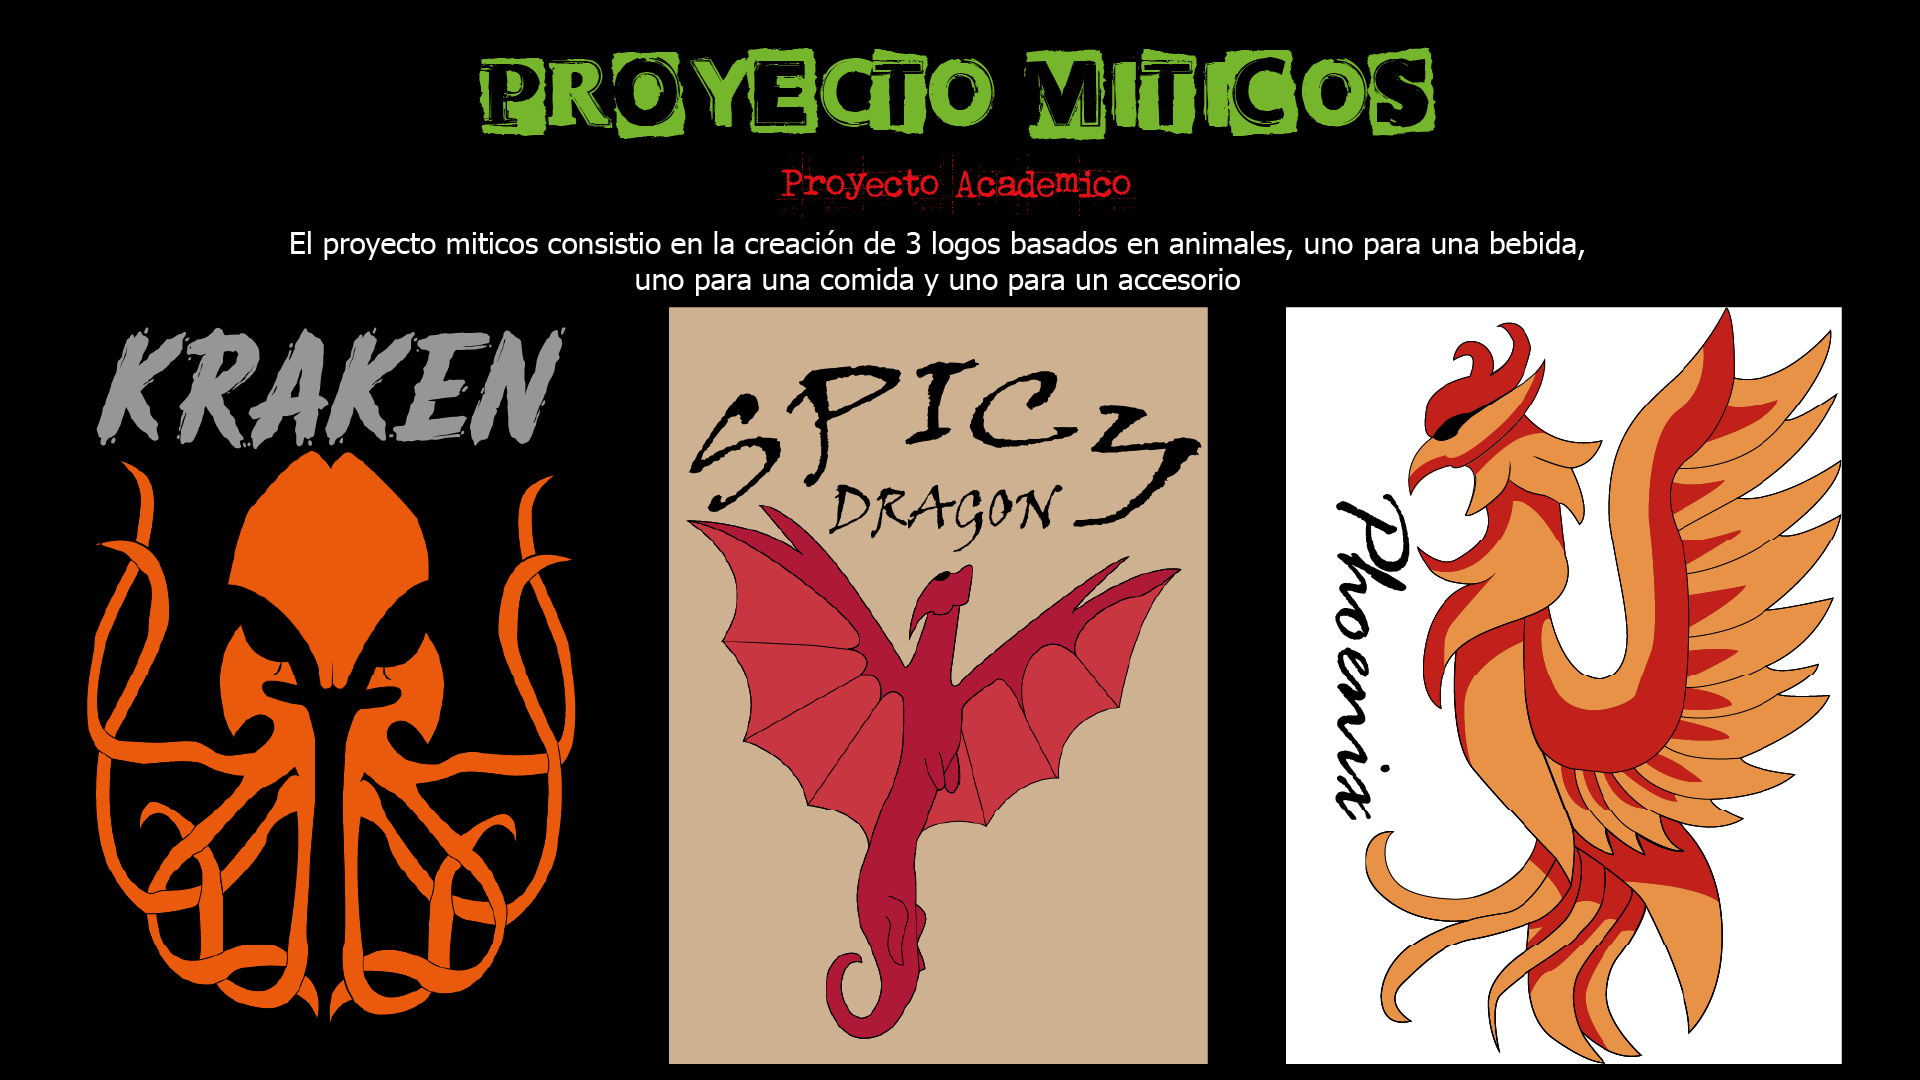 PROYECTO MITICOS
Proyecto Academico
El proyecto miticos consistio en la creación de 3 logos basados en animales, uno para una bebida,
uno para una comida y uno para un accesorio
KRAKEN
SPICY
DRAGON
Phoenix